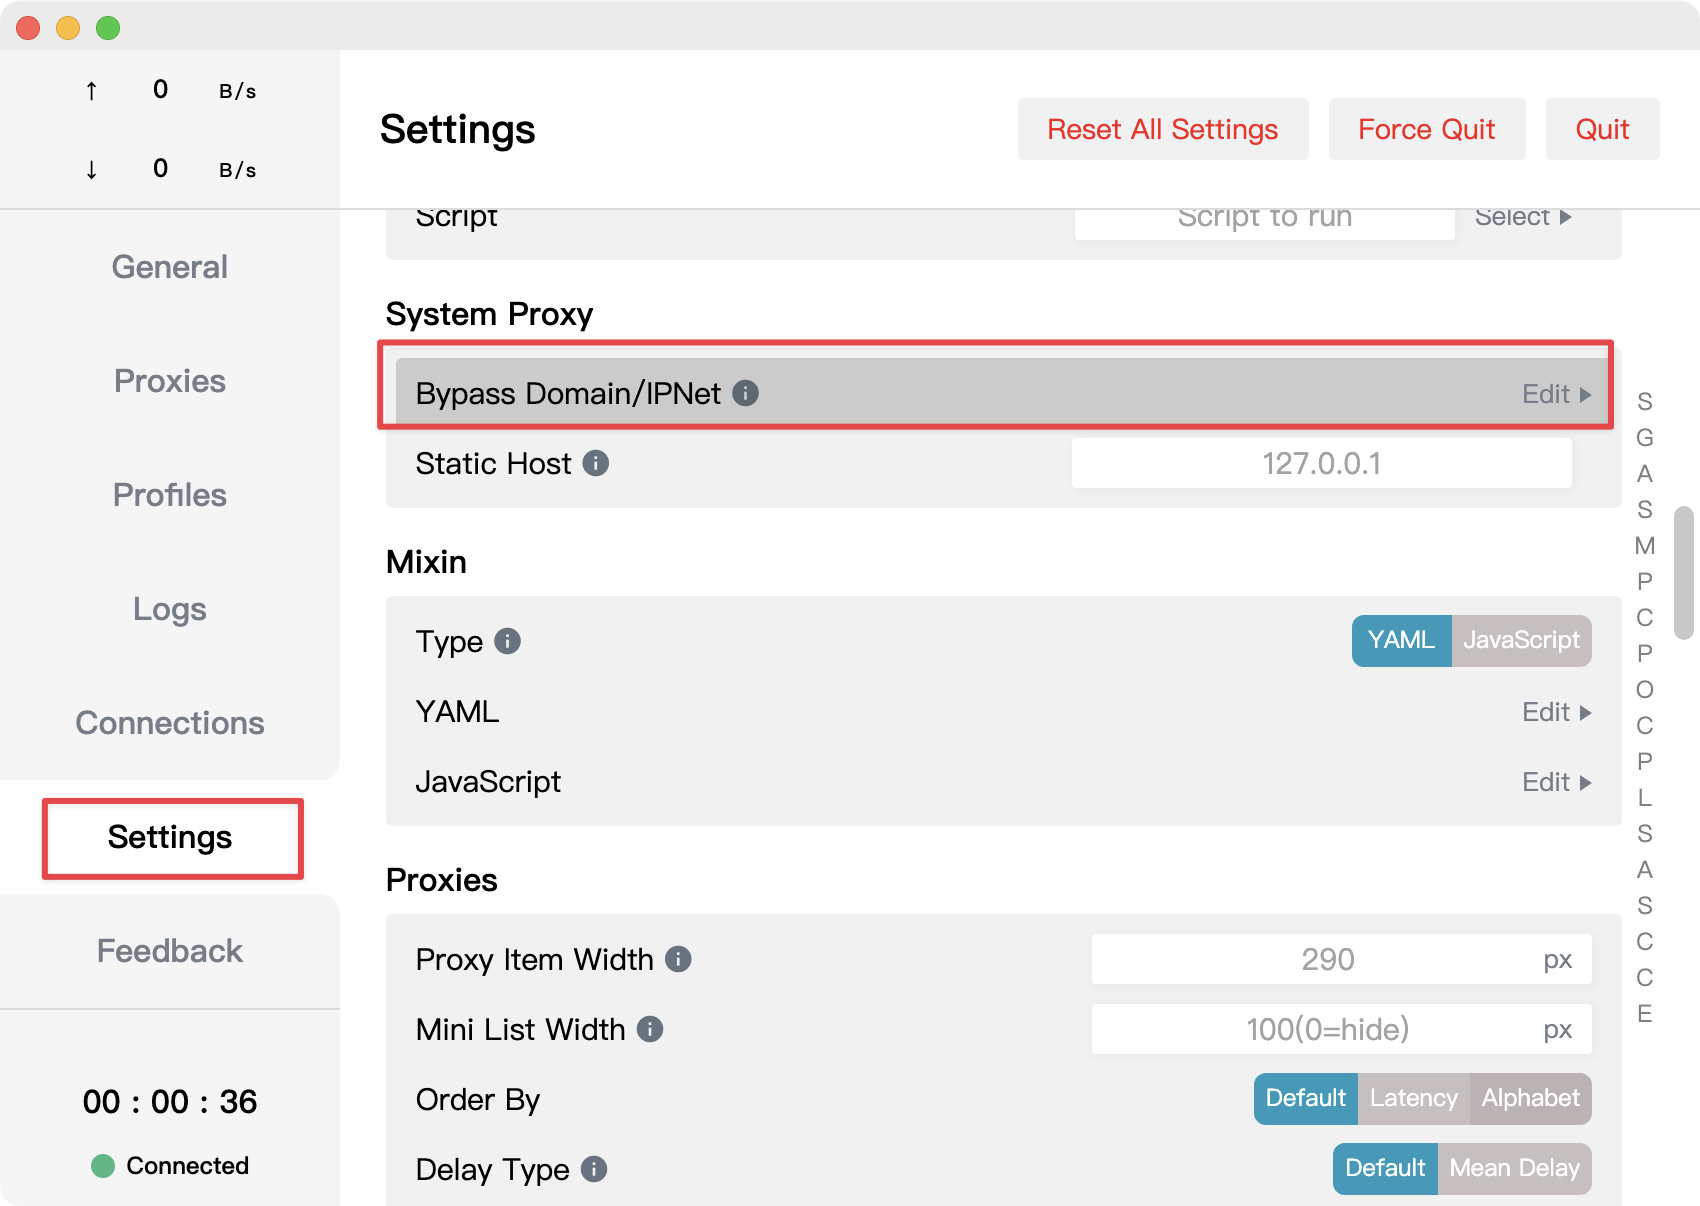 ↑ 0 B/s
↓ 0 B/s
General
Proxies
Profiles
Logs
Connections
Settings
Feedback
00 : 00 : 36
Connected
Settings
Reset All Settings Force Quit Quit
Script Script to run Select
System Proxy
Bypass Domain/IPNet Edit
Static Host 127.0.0.1
Mixin
Type YAML JavaScript
YAML Edit
JavaScript Edit
Proxies
Proxy Item Width 290 px
Mini List Width 100(0=hide) px
Order By Default Latency Alphabet
Delay Type Default Mean Delay
S
G
A
S
M
P
C
P
O
C
P
L
S
A
S
C
C
E